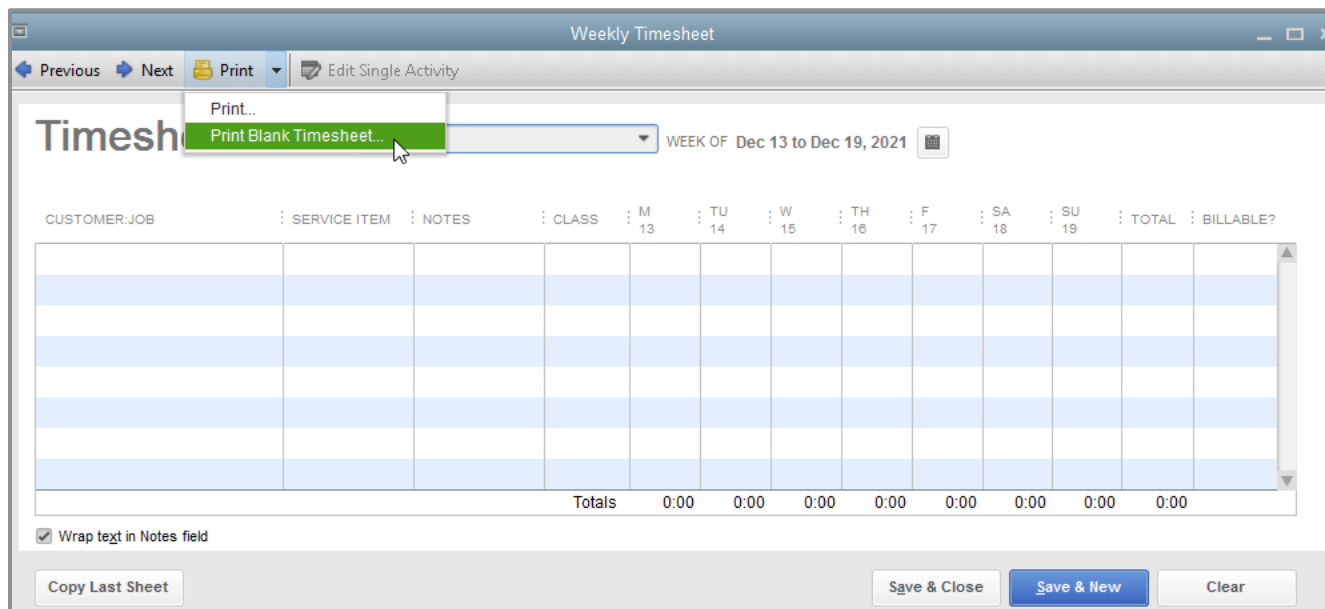 Weekly Timesheet
Previous Next Print Edit Single Activity
Print...
Print Blank Timesheet...
WEEK OF Dec 13 to Dec 19, 2021
CUSTOMER:JOB SERVICE ITEM NOTES CLASS M 13 TU 14 W 15 TH 16 F 17 SA 18 SU 19 TOTAL BILLABLE?
Totals 0:00 0:00 0:00 0:00 0:00 0:00 0:00 0:00
Wrap text in Notes field
Copy Last Sheet Save & Close Save & New Clear